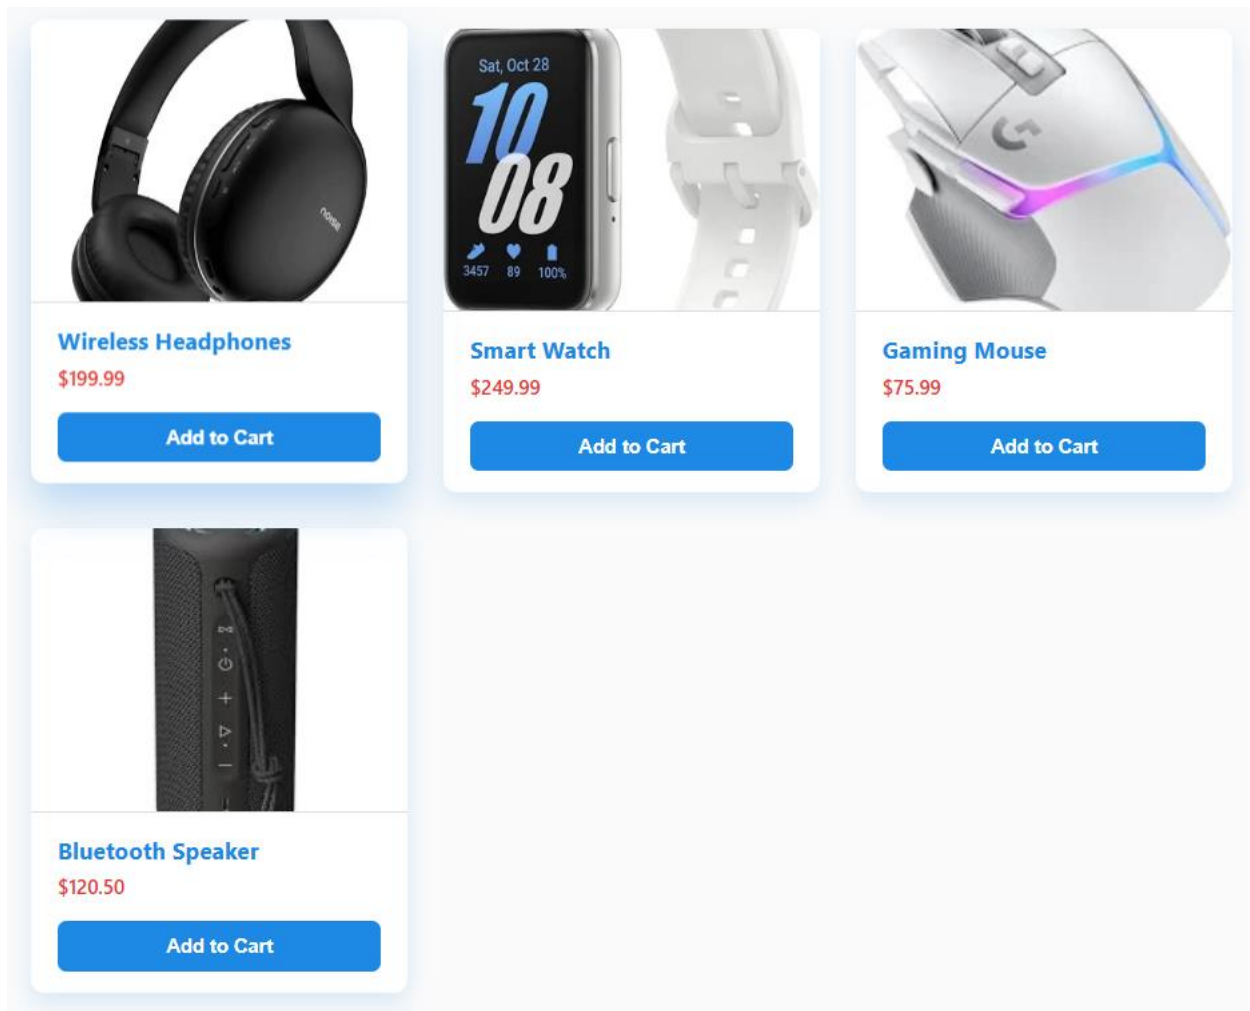 noise
Wireless Headphones
$199.99
Add to Cart
Sat, Oct 28
10
08
3457 89 100%
Smart Watch
$249.99
Add to Cart
G
Gaming Mouse
$75.99
Add to Cart
Bluetooth Speaker
$120.50
Add to Cart